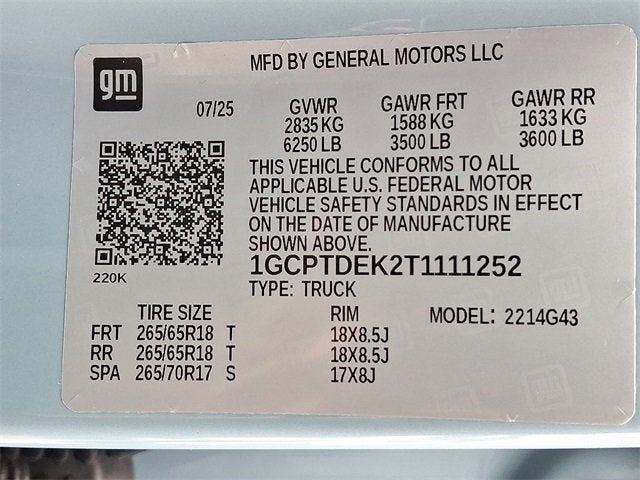 gm
MFD BY GENERAL MOTORS LLC
07/25
GVWR GAWR FRT GAWR RR
2835 KG 1588 KG 1633 KG
6250 LB 3500 LB 3600 LB
THIS VEHICLE CONFORMS TO ALL
APPLICABLE U.S. FEDERAL MOTOR
VEHICLE SAFETY STANDARDS IN EFFECT
ON THE DATE OF MANUFACTURE
SHOWN ABOVE.
220K
1GCPTDEK2T1111252
TYPE: TRUCK
TIRE SIZE RIM MODEL: 2214G43
FRT 265/65R18 T 18X8.5J
RR 265/65R18 T 18X8.5J
SPA 265/70R17 S 17X8J